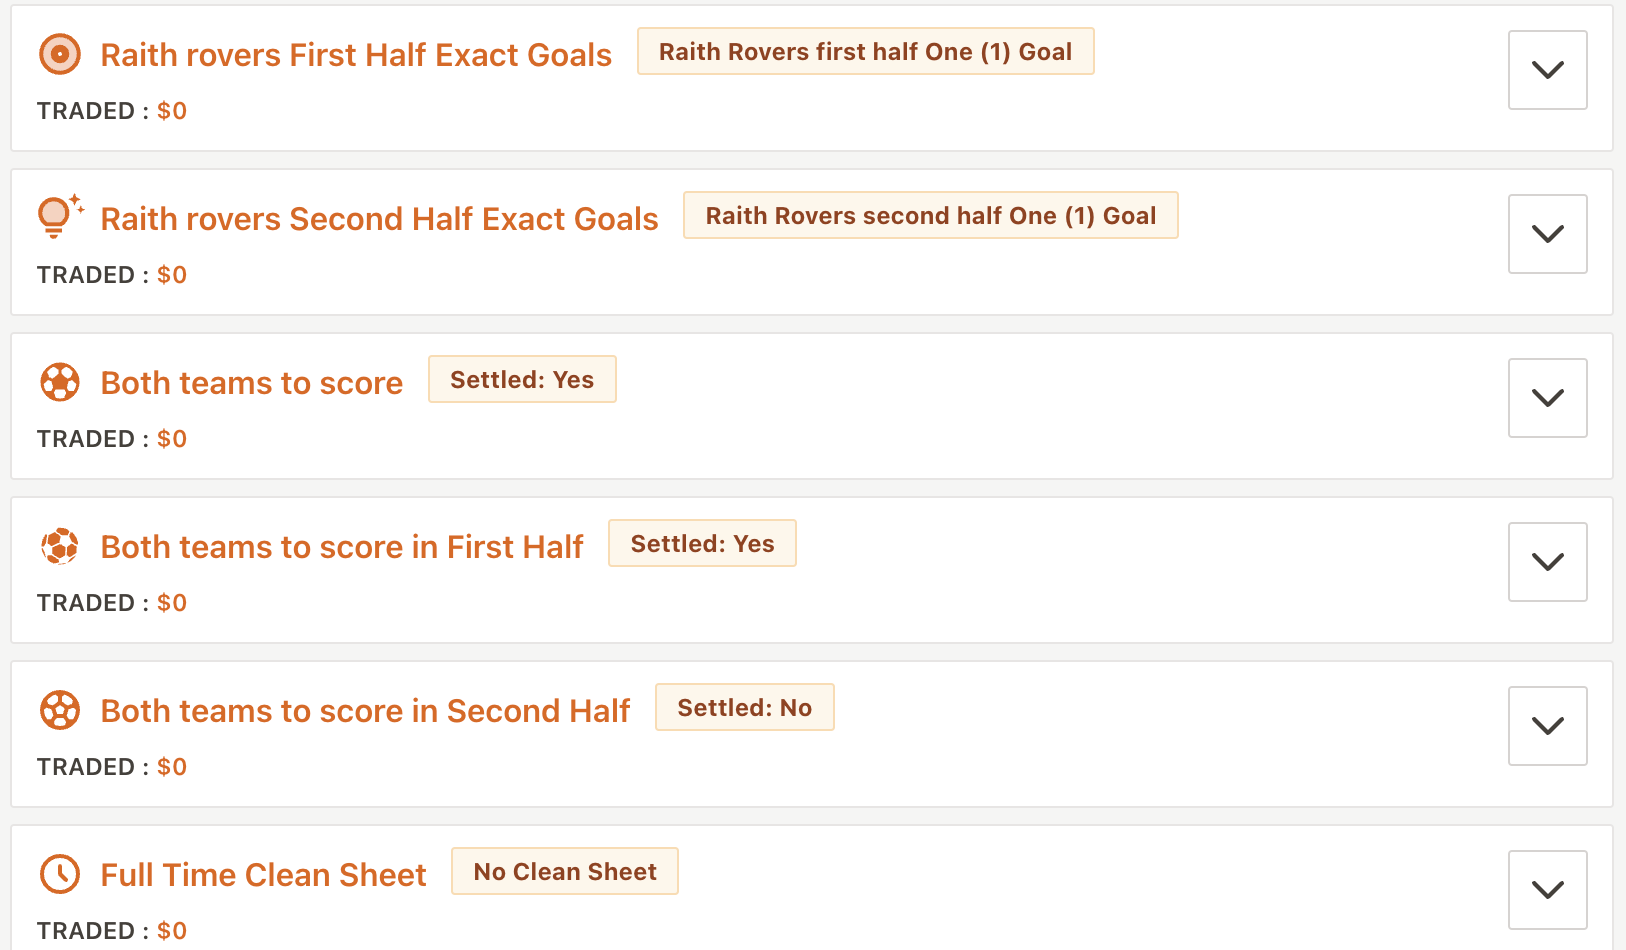 Raith rovers First Half Exact Goals Raith Rovers first half One (1) Goal
TRADED : $0
Raith rovers Second Half Exact Goals Raith Rovers second half One (1) Goal
TRADED : $0
Both teams to score Settled: Yes
TRADED : $0
Both teams to score in First Half Settled: Yes
TRADED : $0
Both teams to score in Second Half Settled: No
TRADED : $0
Full Time Clean Sheet No Clean Sheet
TRADED : $0